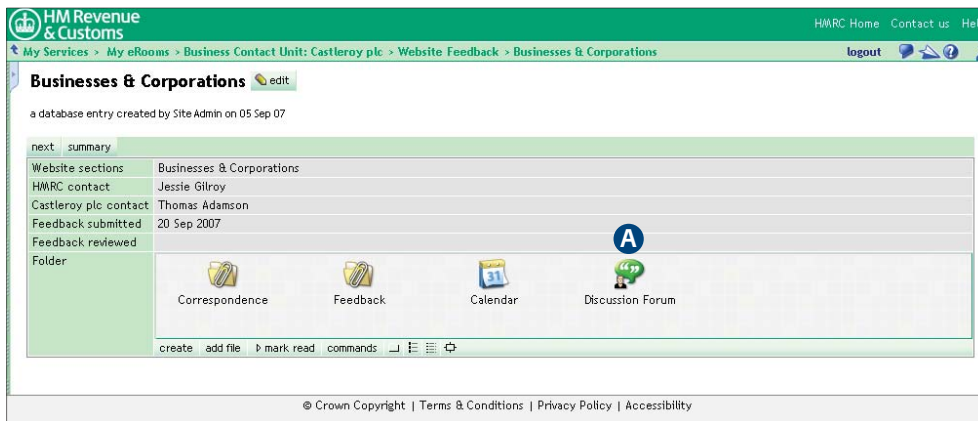 HM Revenue
& Customs
HMRC Home Contact us Hel
My Services > My eRooms > Business Contact Unit: Castleroy plc > Website Feedback > Businesses & Corporations
logout
Businesses & Corporations edit
a database entry created by Site Admin on 05 Sep 07
next summary
Website sections Businesses & Corporations
HMRC contact Jessie Gilroy
Castleroy plc contact Thomas Adamson
Feedback submitted 20 Sep 2007
Feedback reviewed
A
Folder
31
Correspondence Feedback Calendar Discussion Forum
create add file mark read commands
© Crown Copyright | Terms & Conditions | Privacy Policy | Accessibility